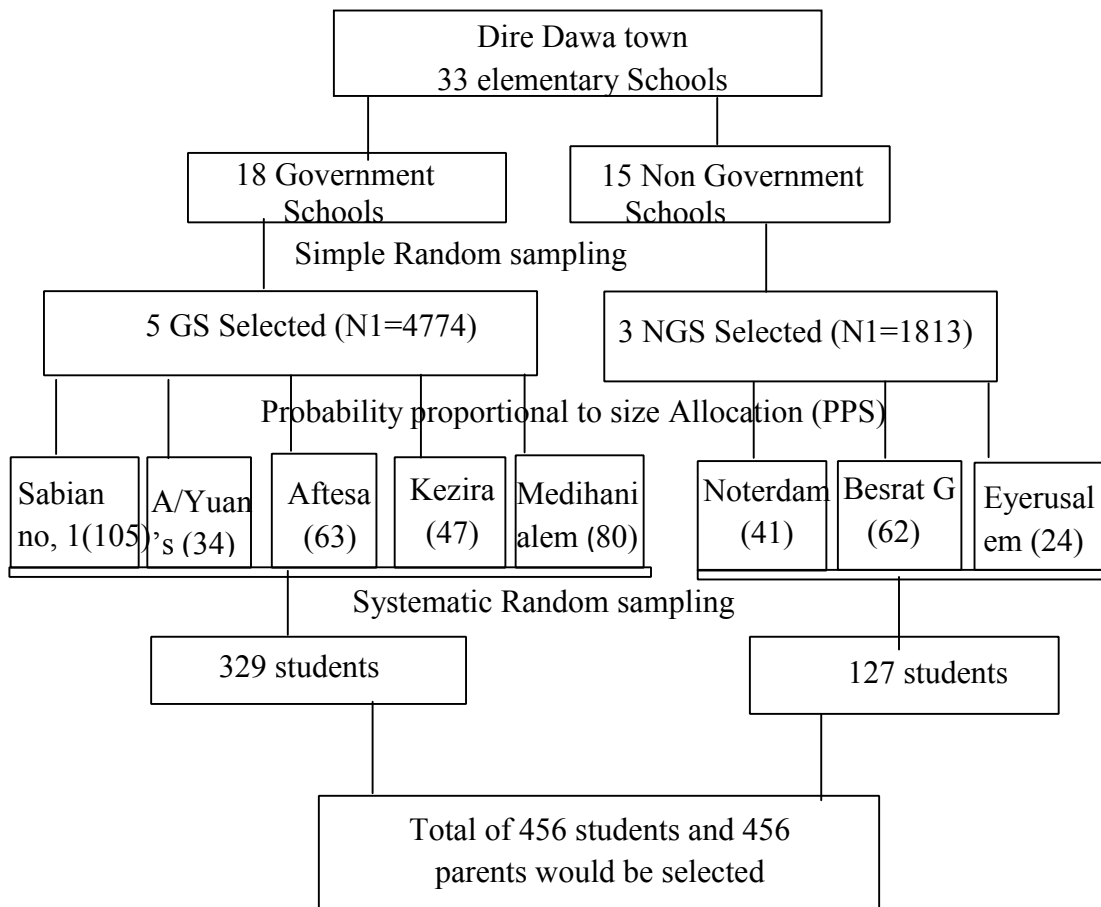 Dire Dawa town
33 elementary Schools
18 Government
Schools
15 Non Government
Schools
Simple Random sampling
5 GS Selected (N1=4774)
3 NGS Selected (N1=1813)
Probability proportional to size Allocation (PPS)
Sabian
no, 1(105)
A/Yuan
's (34)
Aftesa
(63)
Kezira
(47)
Medihani
alem (80)
Noterdam
(41)
Besrat G
(62)
Eyerusal
em (24)
Systematic Random sampling
329 students
127 students
Total of 456 students and 456
parents would be selected